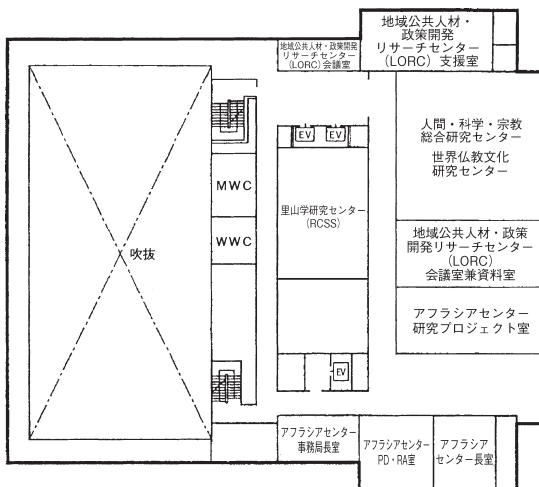 地域公共人材・政策開発
リサーチセンター
(LORC)会議室
地域公共人材・
政策開発
リサーチセンター
(LORC)支援室
人間・科学・宗教
総合研究センター
世界仏教文化
研究センター
EV
EV
MWC
里山学研究センター
(RCSS)
WWC
吹抜
地域公共人材・政策
開発リサーチセンター
(LORC)
会議室兼資料室
アフラシアセンター
研究プロジェクト室
EV
アフラシアセンター
事務局長室
アフラシアセンター
PD・RA室
アフラシア
センター長室